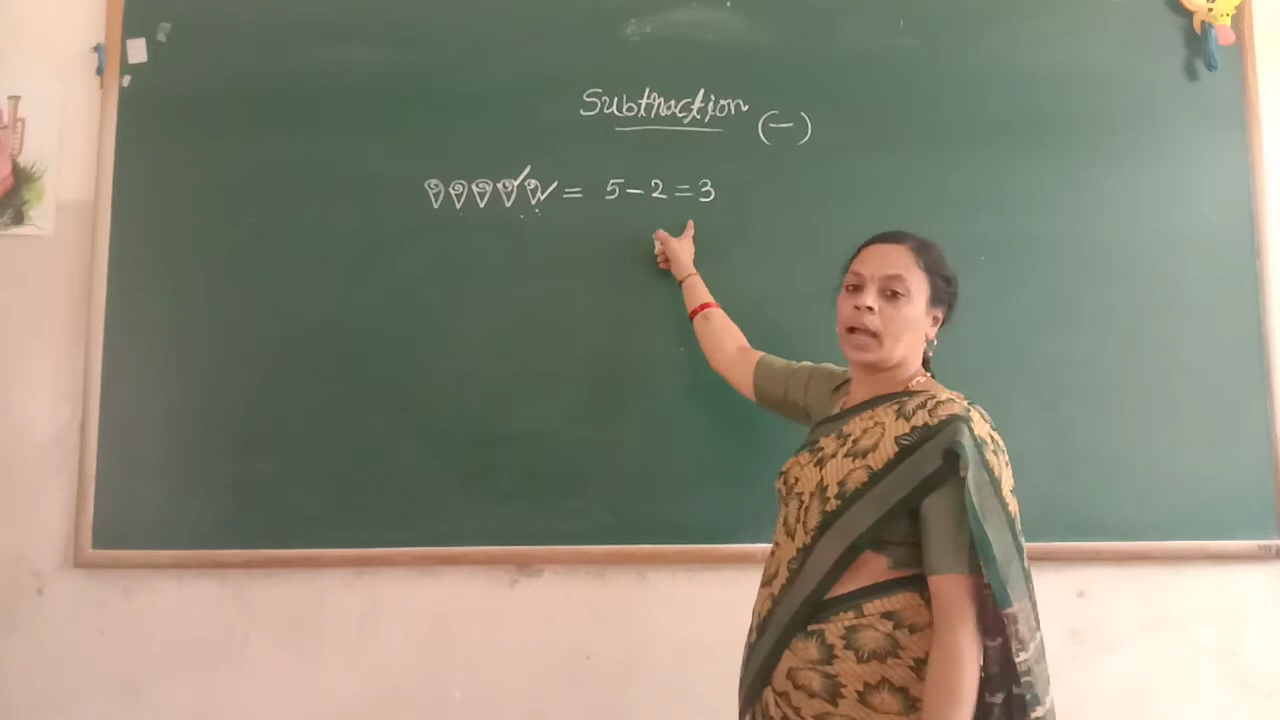 Subtraction (-)
= 5-2=3